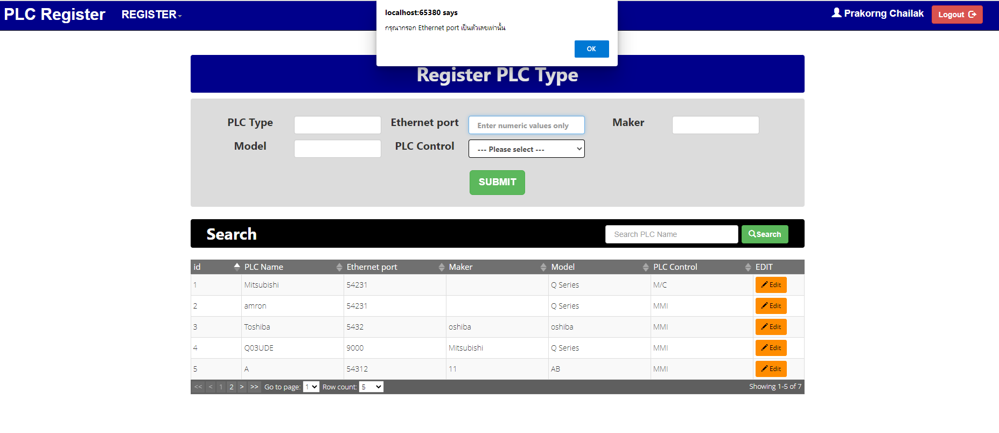 PLC Register
REGISTER
localhost:65380 says
กรุณากรอก Ethernet port เป็นตัวเลขเท่านั้น
OK
Prakorng Chailak
Logout
Register PLC Type
PLC Type
Ethernet port
Enter numeric values only
Maker
Model
PLC Control
--- Please select ---
SUBMIT
Search
Search PLC Name
Search
id PLC Name Ethernet port Maker Model PLC Control EDIT
1 Mitsubishi 54231 Q Series M/C Edit
2 amron 54231 Q Series MMI Edit
3 Toshiba 5432 oshiba oshiba MMI Edit
4 Q03UDE 9000 Mitsubishi Q Series MMI Edit
5 A 54312 11 AB MMI Edit
<< < 1 2 > >> Go to page: 1 Row count: 5 Showing 1-5 of 7